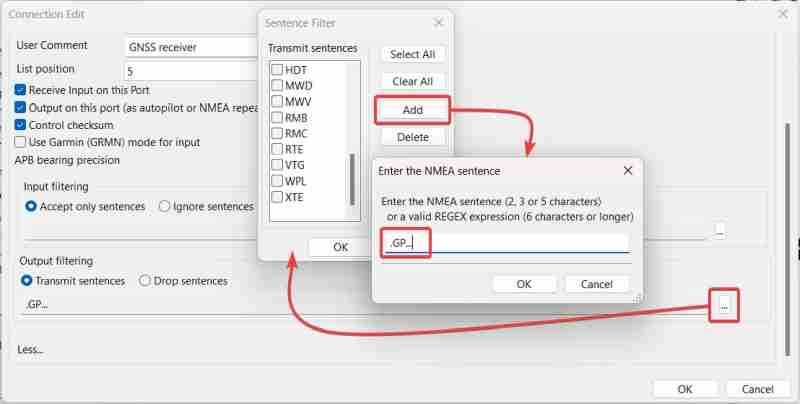 Connection Edit
User Comment
GNSS receiver
List position
5
Receive Input on this Port
Output on this port (as autopilot or NMEA repea
Control checksum
Use Garmin (GRMN) mode for input
APB bearing precision
Input filtering
Accept only sentences
Ignore sentences
...
Output filtering
Transmit sentences
Drop sentences
.GP...
...
Less...
OK
Cancel
Sentence Filter
Transmit sentences
HDT
MWD
MWV
RMB
RMC
RTE
VTG
WPL
XTE
Select All
Clear All
Add
Delete
OK
Enter the NMEA sentence
Enter the NMEA sentence (2, 3 or 5 characters)
or a valid REGEX expression (6 characters or longer)
.GP...
OK
Cancel